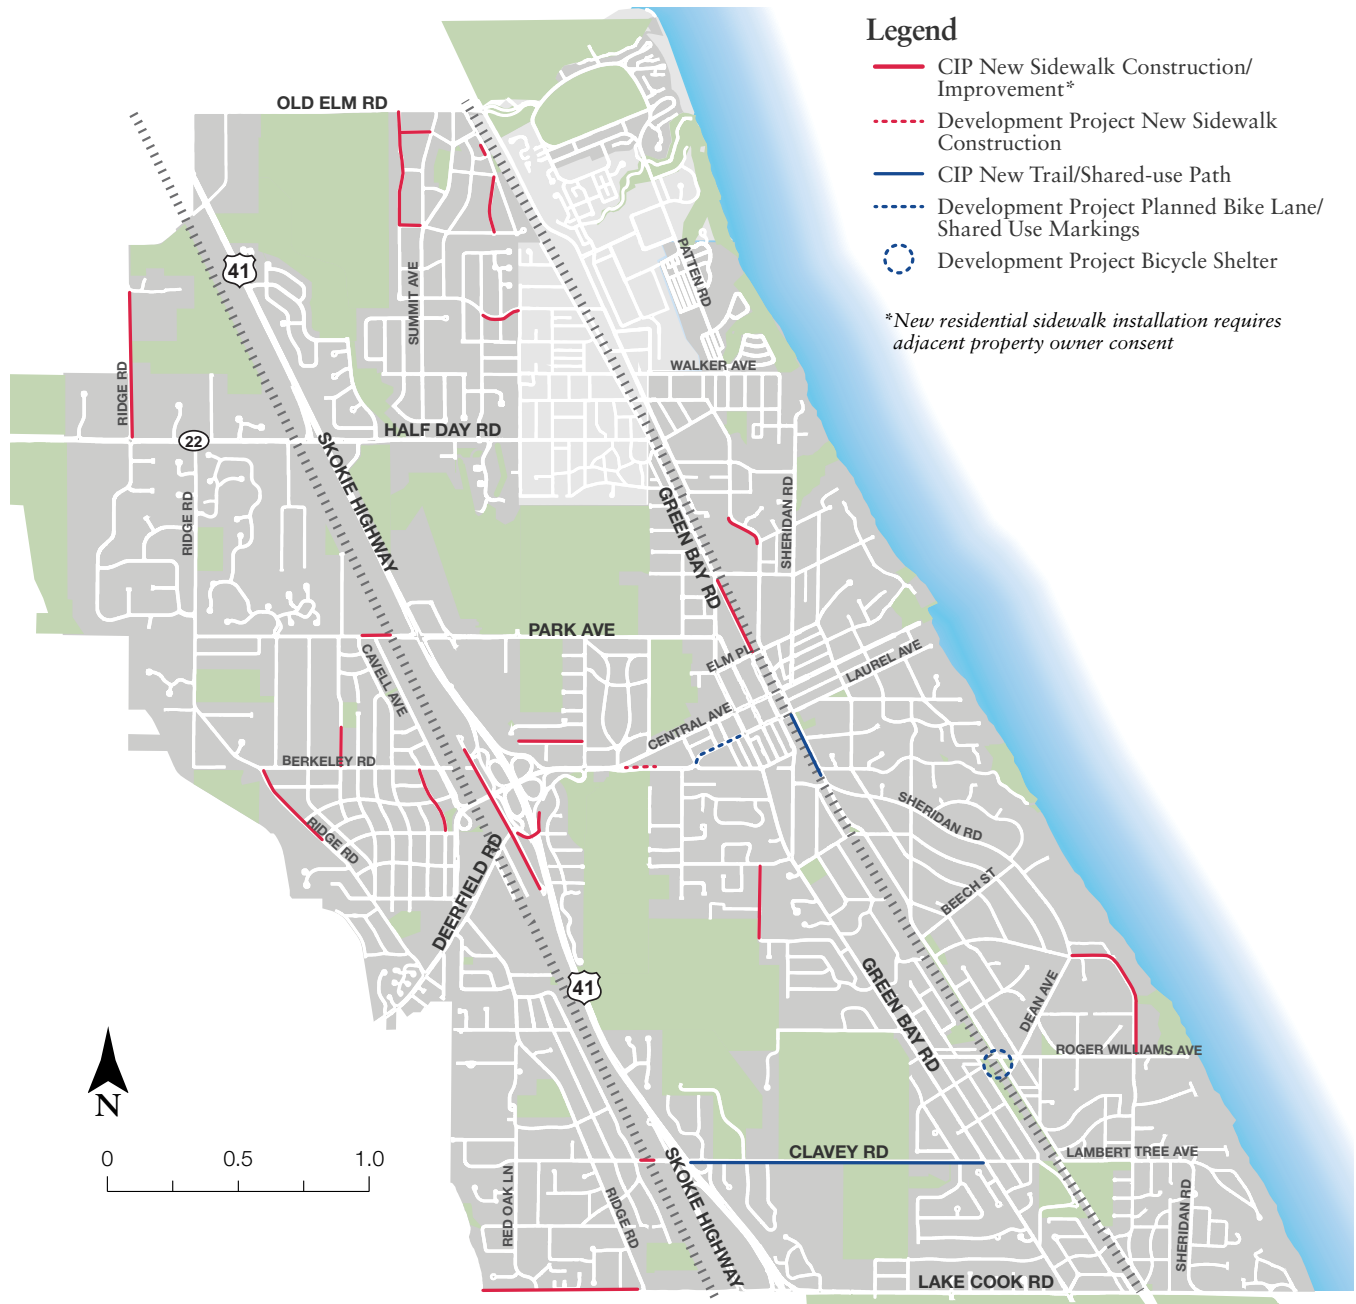 Legend
CIP New Sidewalk Construction/
Improvement*
Development Project New Sidewalk
Construction
CIP New Trail/Shared-use Path
Development Project Planned Bike Lane/
Shared Use Markings
Development Project Bicycle Shelter
*New residential sidewalk installation requires
adjacent property owner consent
OLD ELM RD
41
SUMMIT AVE
PATTEN RD
RIDGE RD
WALKER AVE
22
HALF DAY RD
SKOKIE HIGHWAY
RIDGE RD
GREEN BAY RD
SHERIDAN RD
PARK AVE
ELM PL
LAUREL AVE
CAVELL AVE
CENTRAL AVE
BERKELEY RD
RIDGE RD
SHERIDAN RD
DEERFIELD RD
BEECH ST
41
GREEN BAY RD
DEAN AVE
ROGER WILLIAMS AVE
N
0 0.5 1.0
CLAVEY RD
LAMBERT TREE AVE
RED OAK LN
RIDGE RD
SKOKIE HIGHWAY
SHERIDAN RD
LAKE COOK RD